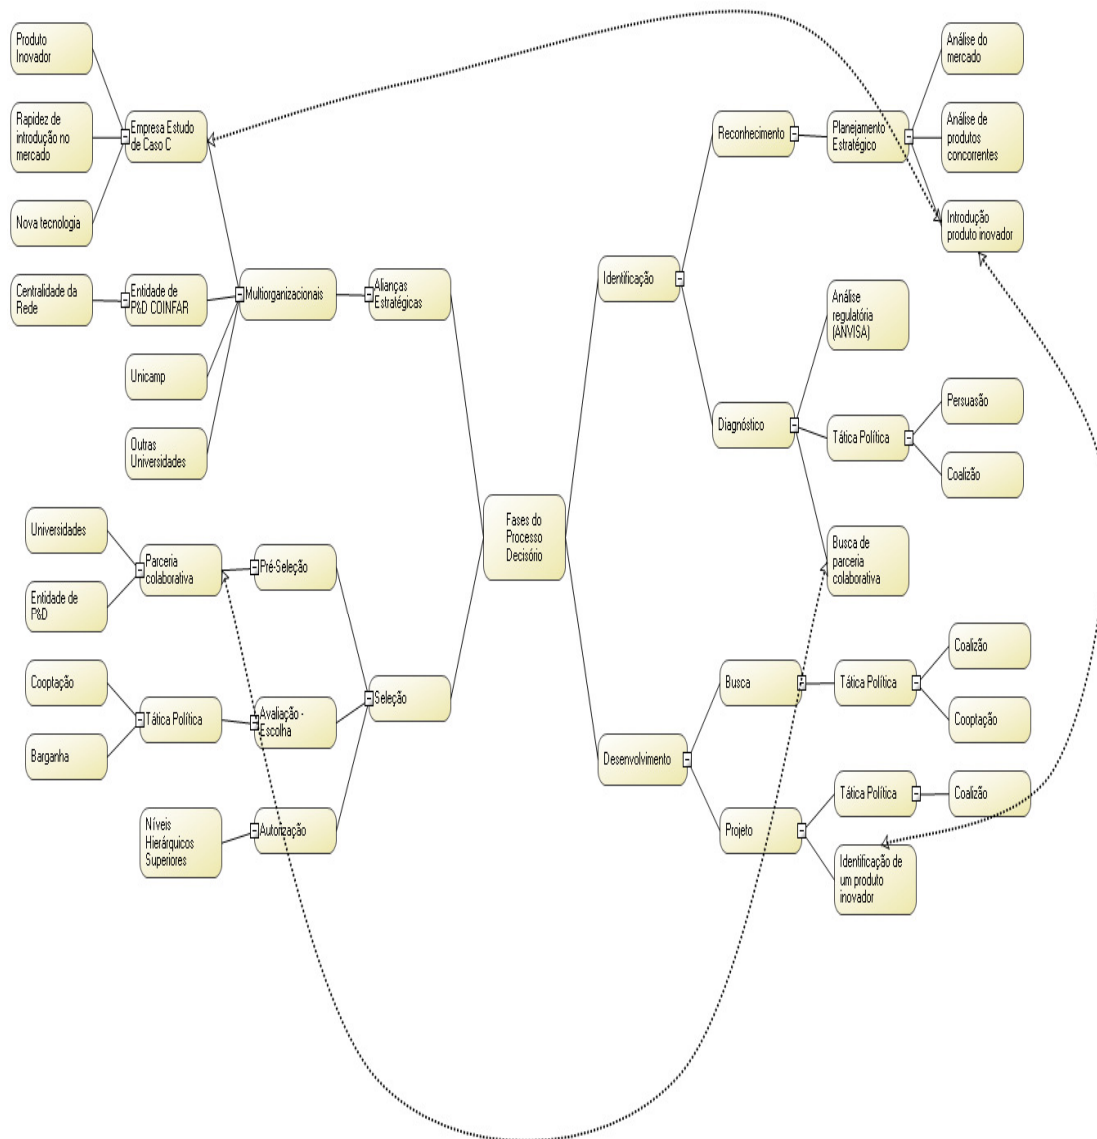 Produto
Inovador
Rapidez de
introdução no
mercado
Nova tecnologia
Empresa Estudo
de Caso C
Centralidade da
Rede
Entidade de
P&D COINFAR
Unicamp
Outras
Universidades
Multiorganizacionais
Alianças
Estratégicas
Universidades
Entidade de
P&D
Parceria
colaborativa
Pré-Seleção
Cooptação
Barganha
Tática Política
Avaliação -
Escolha
Níveis
Hierárquicos
Superiores
Autorização
Seleção
Fases do
Processo
Decisório
Identificação
Reconhecimento
Planejamento
Estratégico
Análise do
mercado
Análise de
produtos
concorrentes
Introdução
produto inovador
Diagnóstico
Análise
regulatória
(ANVISA)
Tática Política
Persuasão
Coalizão
Busca de
parceria
colaborativa
Desenvolvimento
Busca
Tática Política
Coalizão
Cooptação
Projeto
Tática Política
Coalizão
Identificação de
um produto
inovador